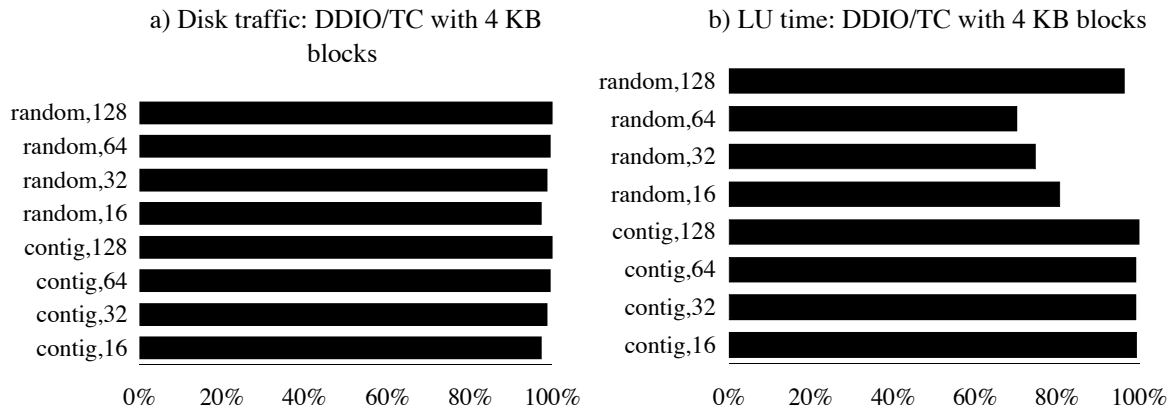 a) Disk traffic: DDIO/TC with 4 KB
blocks
random,128
random,64
random,32
random,16
contig,128
contig,64
contig,32
contig,16
0% 20% 40% 60% 80% 100%
b) LU time: DDIO/TC with 4 KB blocks
random,128
random,64
random,32
random,16
contig,128
contig,64
contig,32
contig,16
0% 20% 40% 60% 80% 100%